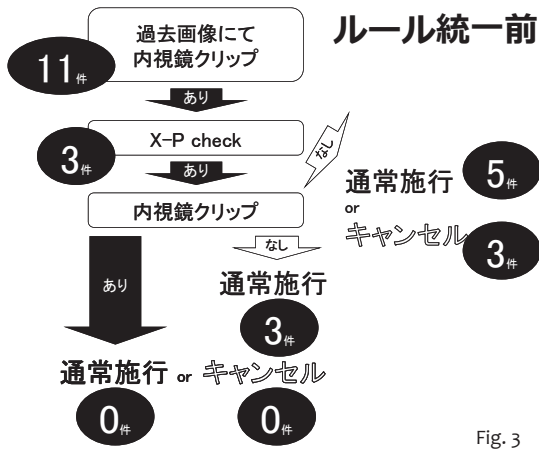 ルール統一前
過去画像にて
内視鏡クリップ
11件
あり
X-P check
3件
なし
あり
内視鏡クリップ
通常施行
5件
or
キャンセル
3件
なし
あり
通常施行
3件
通常施行 or キャンセル
0件
0件
Fig. 3